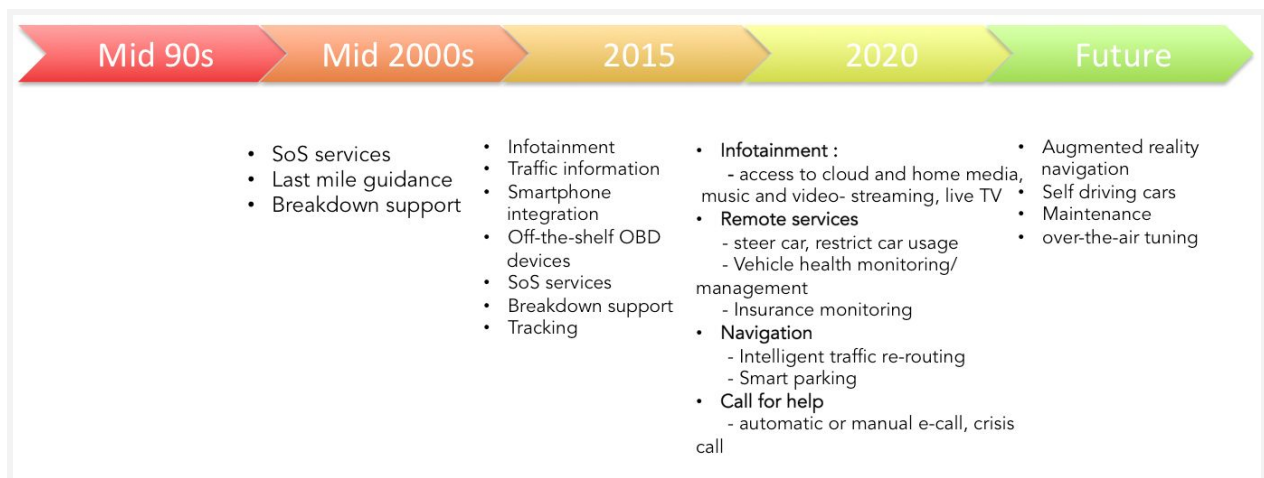 Mid 90s
Mid 2000s
2015
2020
Future
• SoS services
• Last mile guidance
• Breakdown support
• Infotainment
• Traffic information
• Smartphone
integration
• Off-the-shelf OBD
devices
• SoS services
• Breakdown support
• Tracking
• Infotainment :
- access to cloud and home media,
music and video- streaming, live TV
• Remote services
- steer car, restrict car usage
- Vehicle health monitoring/
management
- Insurance monitoring
• Navigation
- Intelligent traffic re-routing
- Smart parking
• Call for help
- automatic or manual e-call, crisis
call
• Augmented reality
navigation
• Self driving cars
• Maintenance
• over-the-air tuning